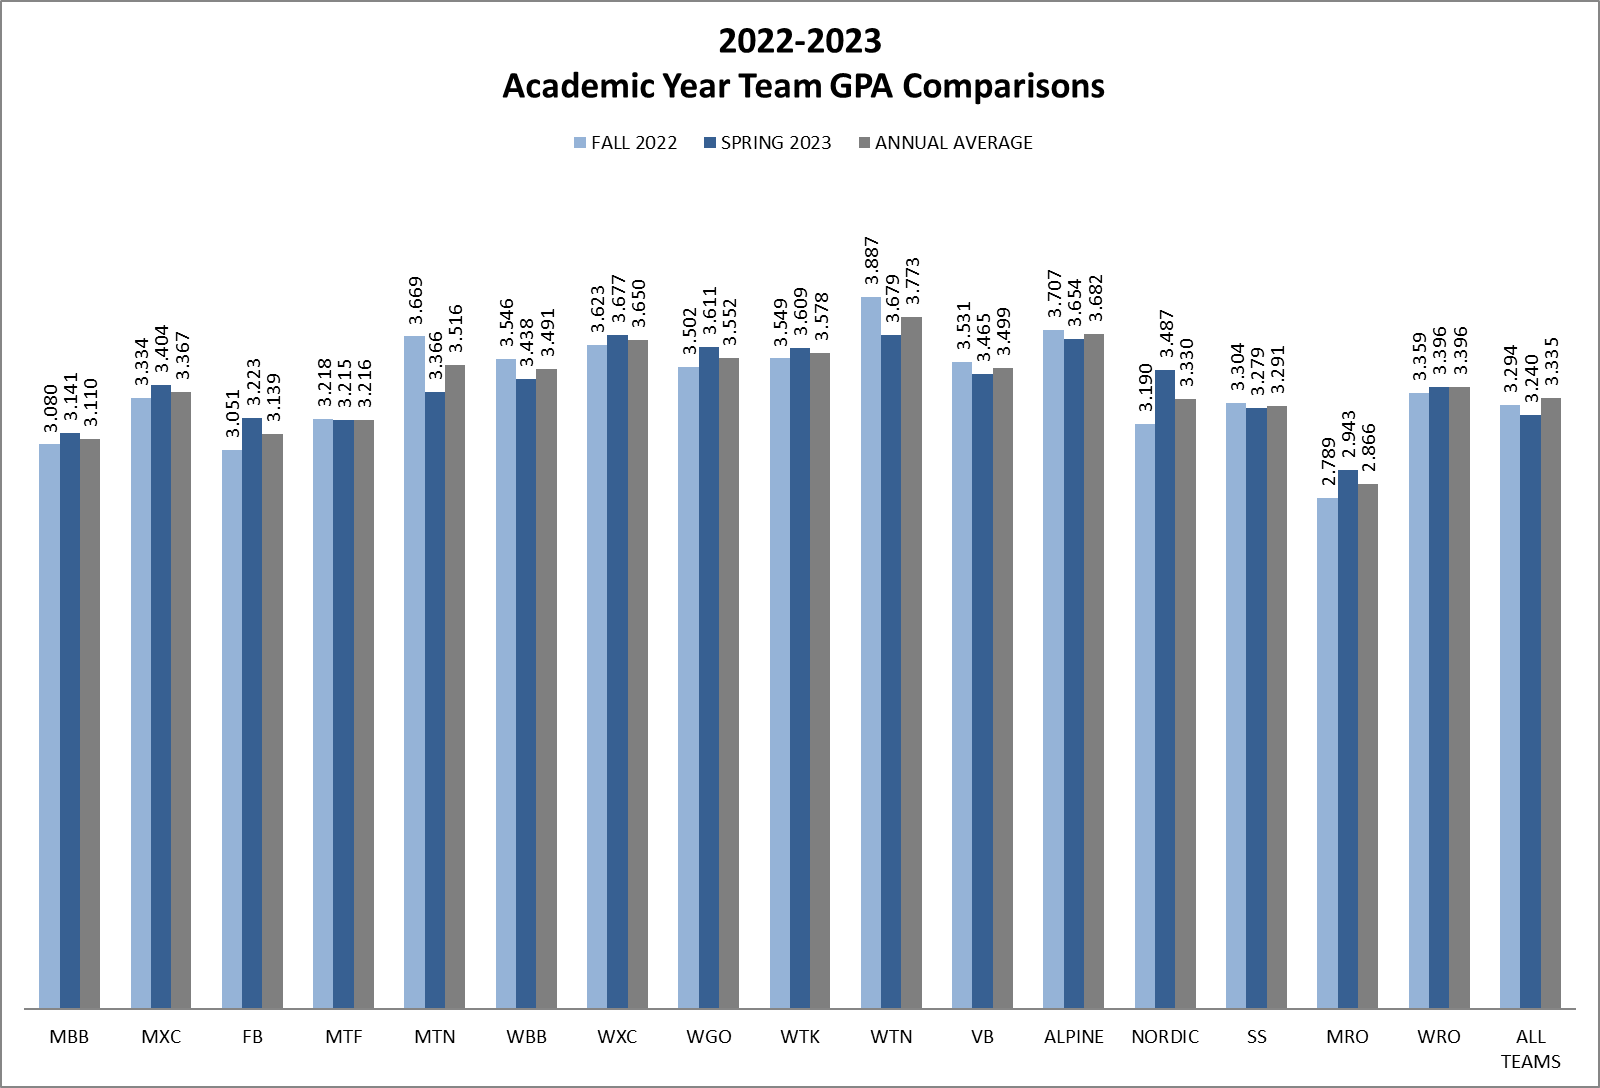 2022-2023
Academic Year Team GPA Comparisons
FALL 2022 SPRING 2023 ANNUAL AVERAGE
3.080 3.141 3.110
3.334 3.404 3.367
3.051 3.223 3.139
3.218 3.215 3.216
3.669 3.366 3.516
3.546 3.438 3.491
3.623 3.677 3.650
3.502 3.611 3.552
3.549 3.609 3.578
3.887 3.679 3.773
3.531 3.465 3.499
3.707 3.654 3.682
3.190 3.487 3.330
3.304 3.279 3.291
2.789 2.943 2.866
3.359 3.396 3.396
3.294 3.240 3.335
MBB MXC FB MTF MTN WBB WXC WGO WTK WTN VB ALPINE NORDIC SS MRO WRO ALL
TEAMS